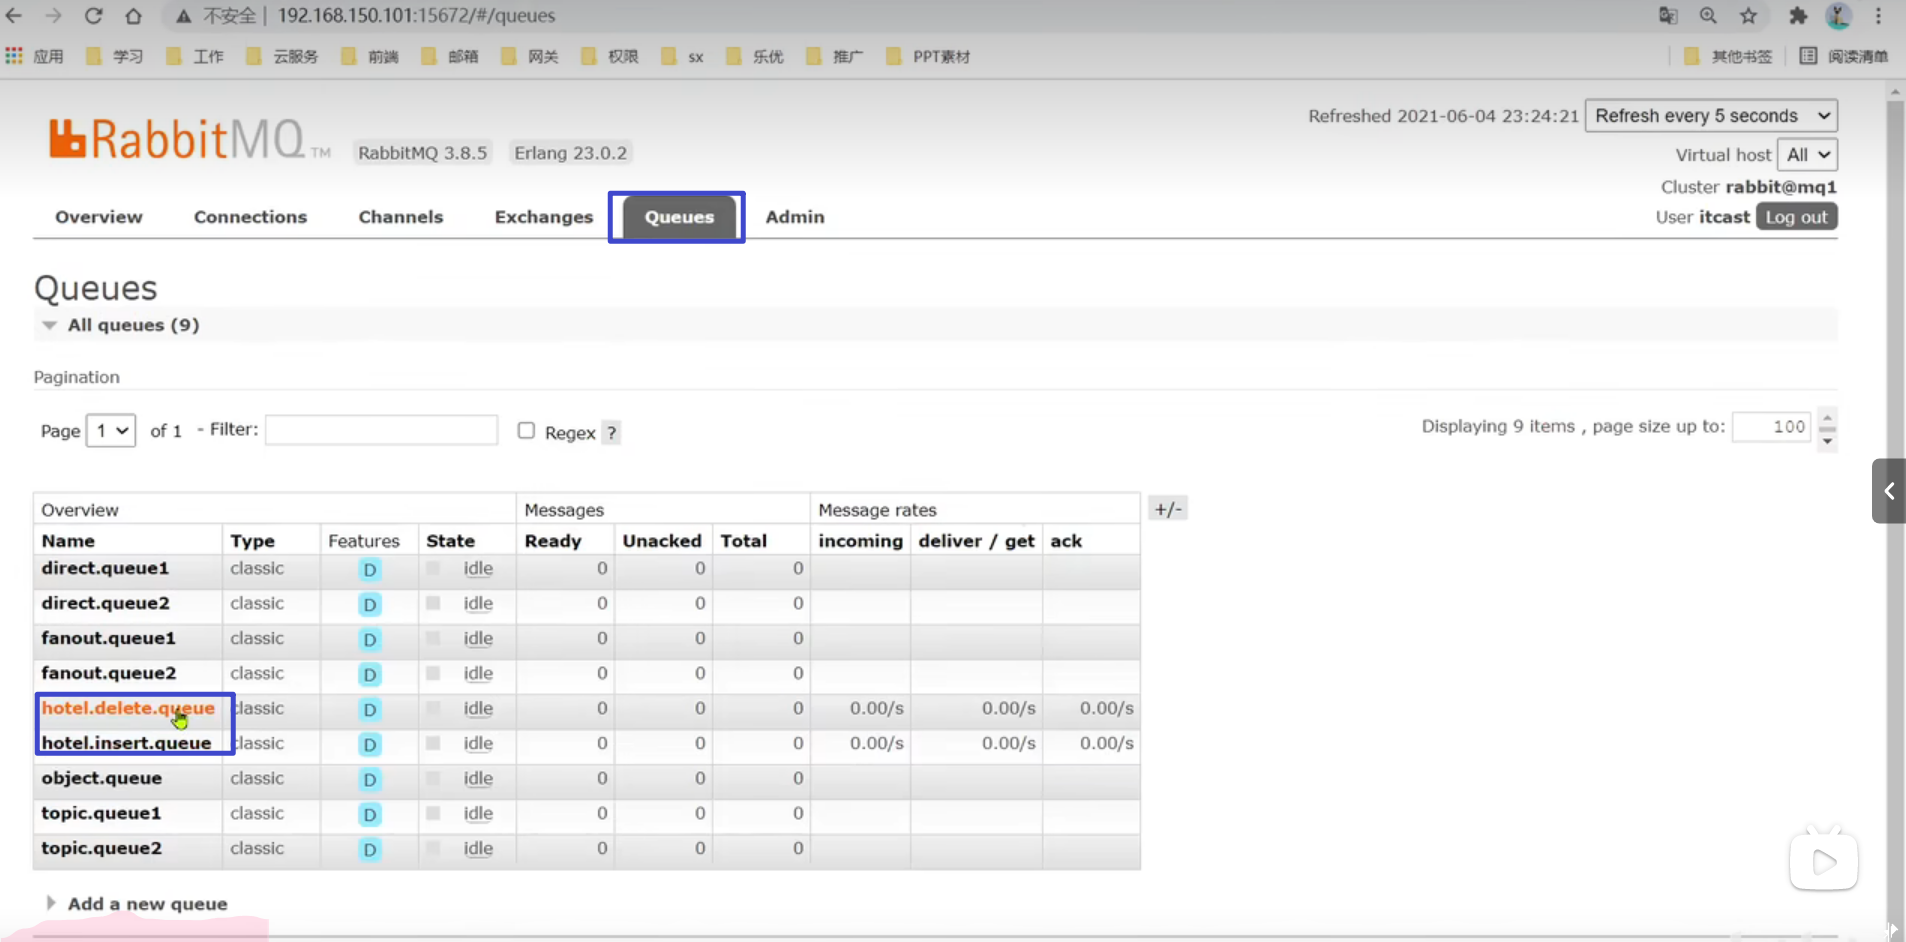 不安全 192.168.150.101:15672/#/queues
应用 学习 工作 云服务 前端 邮箱 网关 权限 sx 乐优 推广 PPT素材 其他书签 阅读清单
Refreshed 2021-06-04 23:24:21 Refresh every 5 seconds
RabbitMQ TM RabbitMQ 3.8.5 Erlang 23.0.2
Virtual host All
Cluster rabbit@mq1
User itcast Log out
Overview Connections Channels Exchanges Queues Admin
Queues
All queues (9)
Pagination
Page 1 of 1 - Filter: Regex ? Displaying 9 items , page size up to: 100
Overview Messages Message rates +/-
Name Type Features State Ready Unacked Total incoming deliver / get ack
direct.queue1 classic D idle 0 0 0
direct.queue2 classic D idle 0 0 0
fanout.queue1 classic D idle 0 0 0
fanout.queue2 classic D idle 0 0 0
hotel.delete.queue classic D idle 0 0 0 0.00/s 0.00/s 0.00/s
hotel.insert.queue classic D idle 0 0 0 0.00/s 0.00/s 0.00/s
object.queue classic D idle 0 0 0
topic.queue1 classic D idle 0 0 0
topic.queue2 classic D idle 0 0 0
Add a new queue